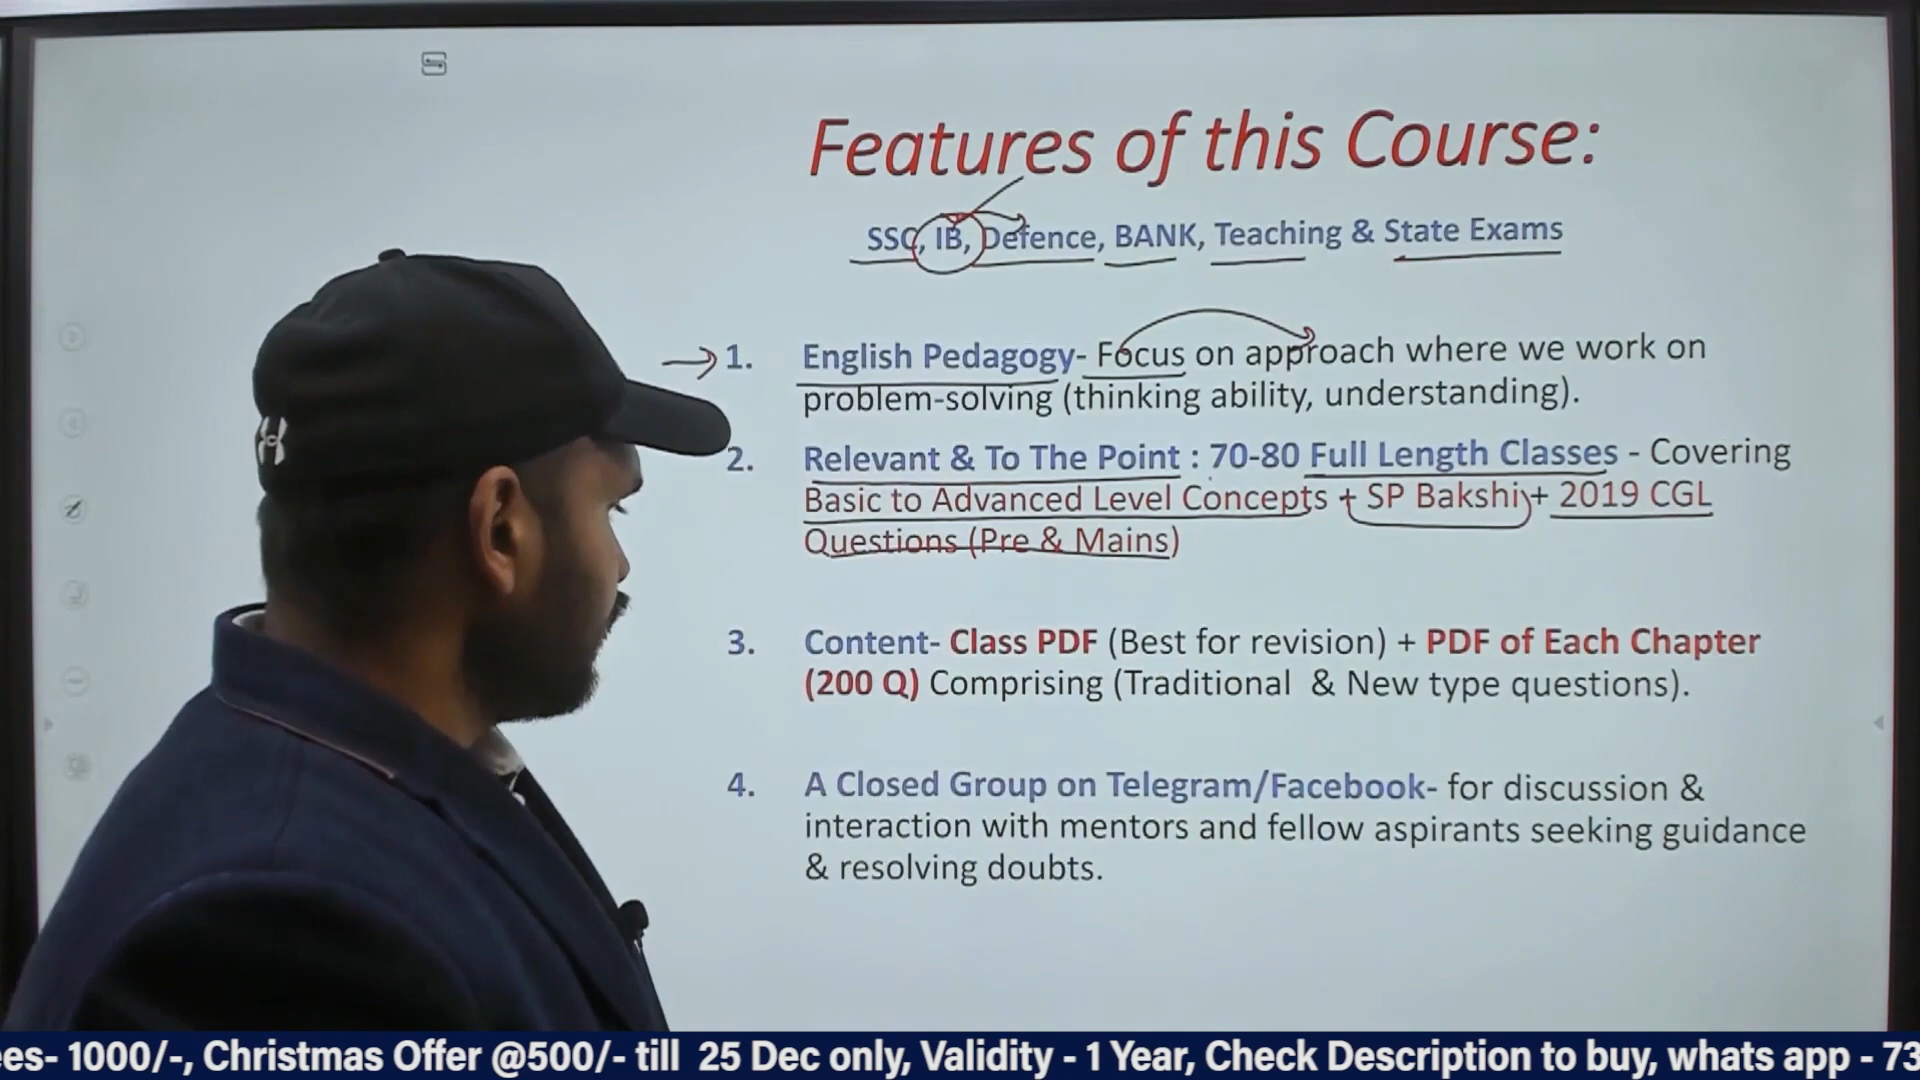 Features of this Course:
SSC, IB, Defence, BANK, Teaching & State Exams
1. English Pedagogy- Focus on approach where we work on
problem-solving (thinking ability, understanding).
2. Relevant & To The Point : 70-80 Full Length Classes - Covering
Basic to Advanced Level Concepts + SP Bakshi + 2019 CGL
Questions (Pre & Mains)
3. Content- Class PDF (Best for revision) + PDF of Each Chapter
(200 Q) Comprising (Traditional & New type questions).
4. A Closed Group on Telegram/Facebook- for discussion &
interaction with mentors and fellow aspirants seeking guidance
& resolving doubts.
es- 1000/-, Christmas Offer @500/- till 25 Dec only, Validity - 1 Year, Check Description to buy, whats app - 73